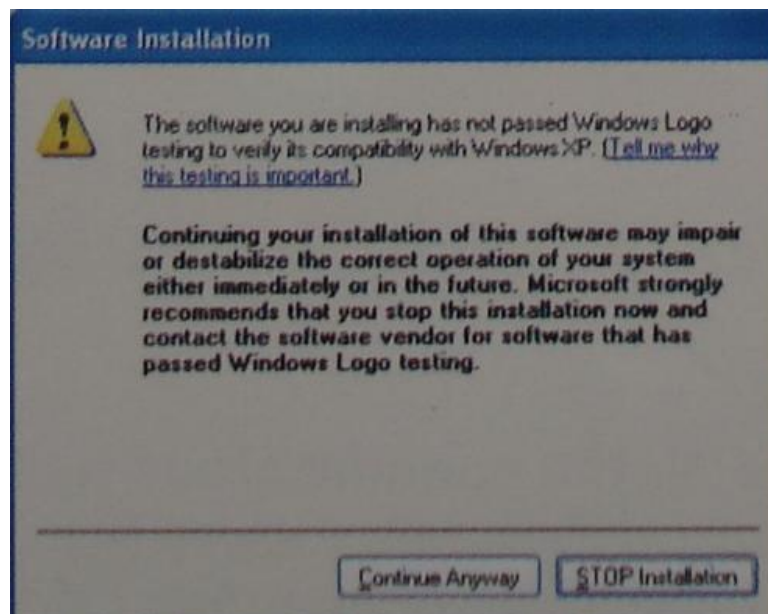 Software Installation
The software you are installing has not passed Windows Logo
testing to verify its compatibility with Windows XP. (Tell me why
this testing is important.)
Continuing your installation of this software may impair
or destabilize the correct operation of your system
either immediately or in the future. Microsoft strongly
recommends that you stop this installation now and
contact the software vendor for software that has
passed Windows Logo testing.
Continue Anyway STOP Installation